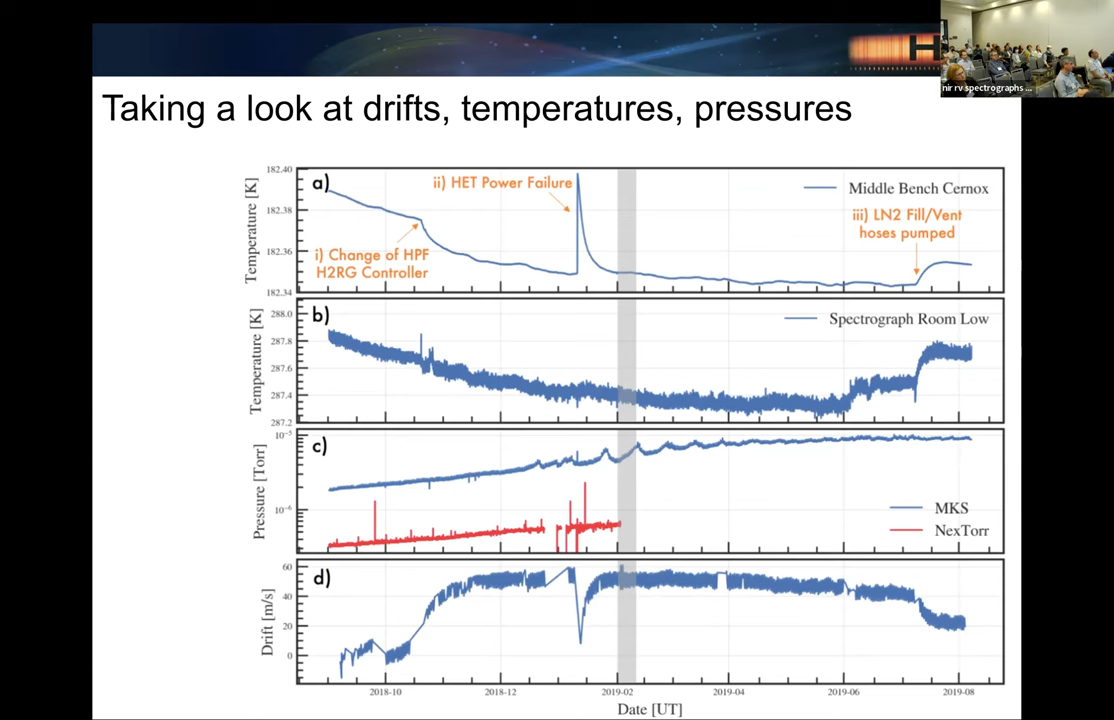 H
nir rv spectrographs ...
Taking a look at drifts, temperatures, pressures
Temperature [K]
182.40
182.38
182.36
182.34
a)
ii) HET Power Failure
i) Change of HPF
H2RG Controller
Middle Bench Cernox
iii) LN2 Fill/Vent
hoses pumped
Temperature [K]
288.0
287.8
287.6
287.4
287.2
b)
Spectrograph Room Low
Pressure [Torr]
10⁻⁵
10⁻⁶
c)
MKS
NexTorr
Drift [m/s]
60
40
20
0
d)
2018-10
2018-12
2019-02
2019-04
2019-06
2019-08
Date [UT]